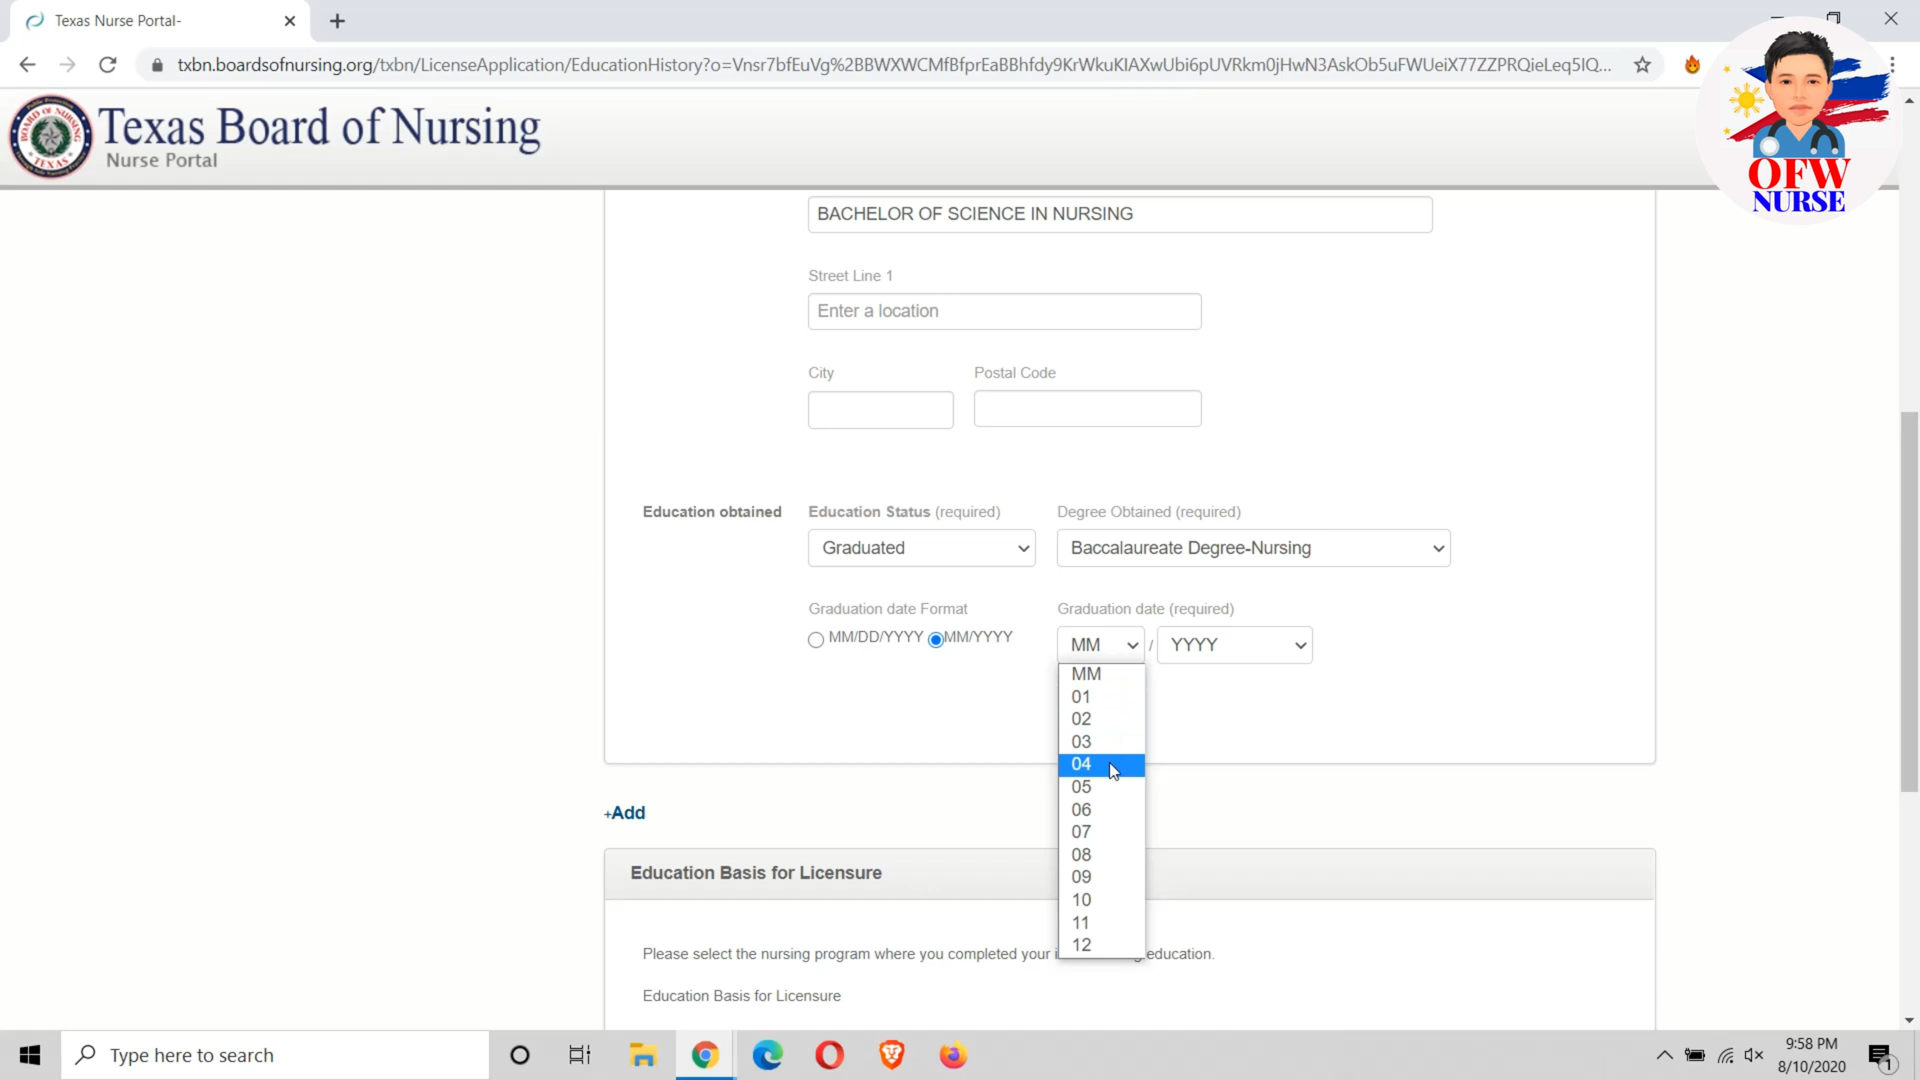 Texas Nurse Portal-
txbn.boardsofnursing.org/txbn/LicenseApplication/EducationHistory?o=Vnsr7bfEuVg%2BBWXWCMfBfprEaBBhfdy9KrWkuKIAXwUbi6pUVRkm0jHwN3AskOb5uFWUeiX77ZZPRQieLeq5IQ...
Texas Board of Nursing
Nurse Portal
OFW
NURSE
BOARD OF NURSING
TEXAS
BACHELOR OF SCIENCE IN NURSING
Street Line 1
Enter a location
City Postal Code
Education obtained Education Status (required) Degree Obtained (required)
Graduated Baccalaureate Degree-Nursing
Graduation date Format Graduation date (required)
MM/DD/YYYY MM/YYYY MM / YYYY
MM
01
02
03
04
05
06
07
08
09
10
11
12
+Add
Education Basis for Licensure
Please select the nursing program where you completed your education.
Education Basis for Licensure
Type here to search
9:58 PM
8/10/2020
1